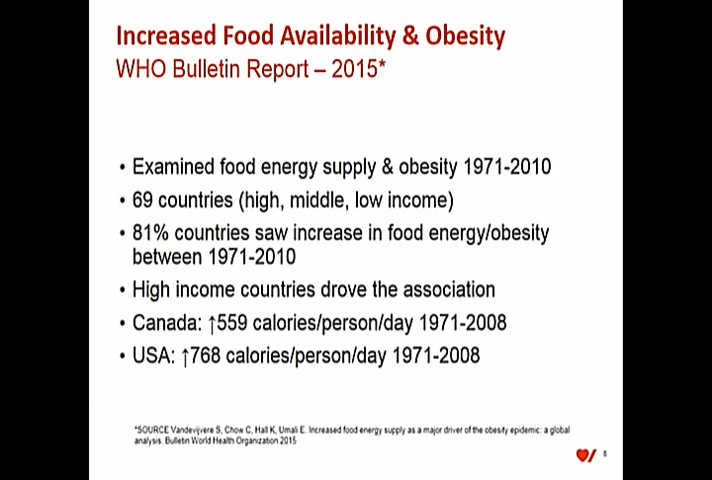 Increased Food Availability & Obesity
WHO Bulletin Report – 2015*
• Examined food energy supply & obesity 1971-2010
• 69 countries (high, middle, low income)
• 81% countries saw increase in food energy/obesity
between 1971-2010
• High income countries drove the association
• Canada: ↑559 calories/person/day 1971-2008
• USA: ↑768 calories/person/day 1971-2008
*SOURCE Vandevijvere S, Chow C, Hall K, Umali E. Increased food energy supply as a major driver of the obesity epidemic: a global
analysis. Bulletin World Health Organization 2015
8